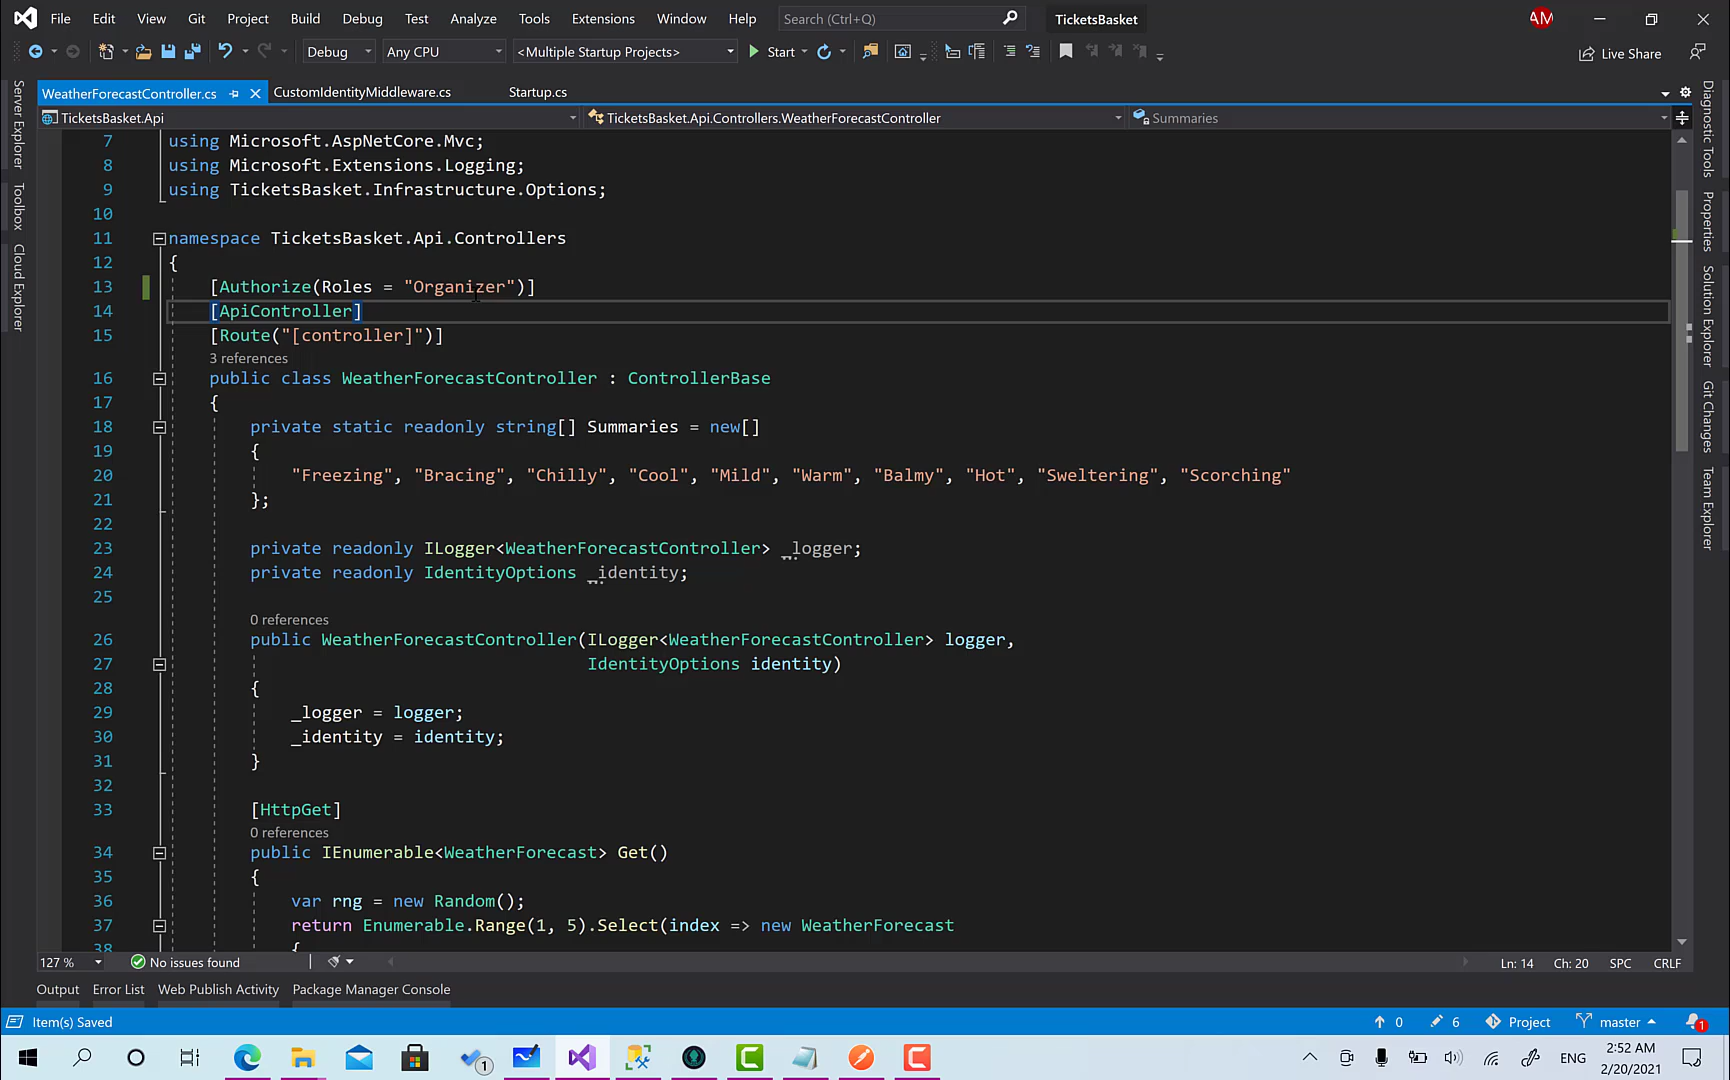 File Edit View Git Project Build Debug Test Analyze Tools Extensions Window Help Search (Ctrl+Q) TicketsBasket AM
Debug Any CPU <Multiple Startup Projects> Start Live Share
WeatherForecastController.cs CustomIdentityMiddleware.cs Startup.cs
TicketsBasket.Api TicketsBasket.Api.Controllers.WeatherForecastController Summaries
Server Explorer
Toolbox
Cloud Explorer
7 using Microsoft.AspNetCore.Mvc;
8 using Microsoft.Extensions.Logging;
9 using TicketsBasket.Infrastructure.Options;
10
11 namespace TicketsBasket.Api.Controllers
12 {
13 [Authorize(Roles = "Organizer")]
14 [ApiController]
15 [Route("[controller]")]
3 references
16 public class WeatherForecastController : ControllerBase
17 {
18 private static readonly string[] Summaries = new[]
19 {
20 "Freezing", "Bracing", "Chilly", "Cool", "Mild", "Warm", "Balmy", "Hot", "Sweltering", "Scorching"
21 };
22
23 private readonly ILogger<WeatherForecastController> _logger;
24 private readonly IdentityOptions _identity;
25
0 references
26 public WeatherForecastController(ILogger<WeatherForecastController> logger,
27 IdentityOptions identity)
28 {
29 _logger = logger;
30 _identity = identity;
31 }
32
33 [HttpGet]
0 references
34 public IEnumerable<WeatherForecast> Get()
35 {
36 var rng = new Random();
37 return Enumerable.Range(1, 5).Select(index => new WeatherForecast
38 {
Diagnostic Tools
Properties
Solution Explorer
Git Changes
Team Explorer
127 % No issues found Ln: 14 Ch: 20 SPC CRLF
Output Error List Web Publish Activity Package Manager Console
Item(s) Saved 0 6 Project master 1
1 ENG 2:52 AM
2/20/2021